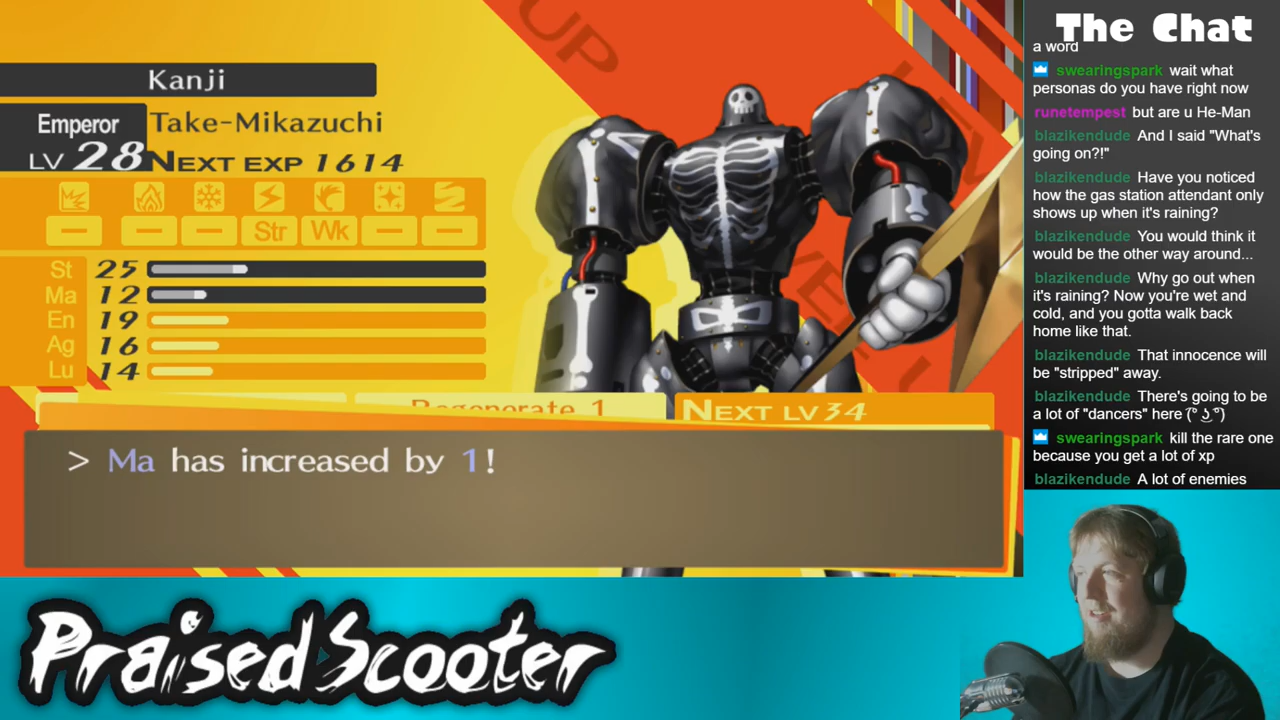 UP
Kanji
Emperor
Take-Mikazuchi
LV 28
NEXT EXP 1614
Str
Wk
St 25
Ma 12
En 19
Ag 16
Lu 14
Regenerate 1
NEXT LV 34
> Ma has increased by 1!
PraisedScooter
The Chat
a word
swearingspark wait what
personas do you have right now
runetempest but are u He-Man
blazikendude And I said "What's
going on?!"
blazikendude Have you noticed
how the gas station attendant only
shows up when it's raining?
blazikendude You would think it
would be the other way around...
blazikendude Why go out when
it's raining? Now you're wet and
cold, and you gotta walk back
home like that.
blazikendude That innocence will
be "stripped" away.
blazikendude There's going to be
a lot of "dancers" here ( ͡° ͜ʖ ͡°)
swearingspark kill the rare one
because you get a lot of xp
blazikendude A lot of enemies